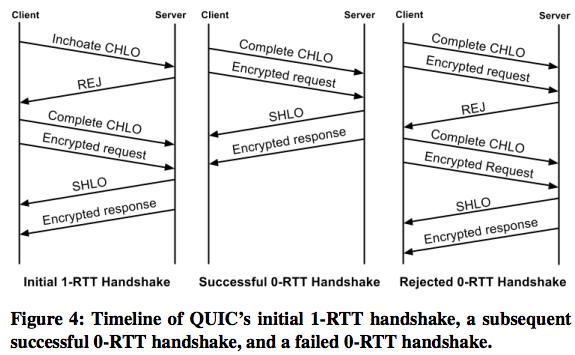 Client Server
Inchoate CHLO
REJ
Complete CHLO
Encrypted request
SHLO
Encrypted response
Initial 1-RTT Handshake
Client Server
Complete CHLO
Encrypted request
SHLO
Encrypted response
Successful 0-RTT Handshake
Client Server
Complete CHLO
Encrypted request
REJ
Complete CHLO
Encrypted Request
SHLO
Encrypted response
Rejected 0-RTT Handshake
Figure 4: Timeline of QUIC's initial 1-RTT handshake, a subsequent
successful 0-RTT handshake, and a failed 0-RTT handshake.